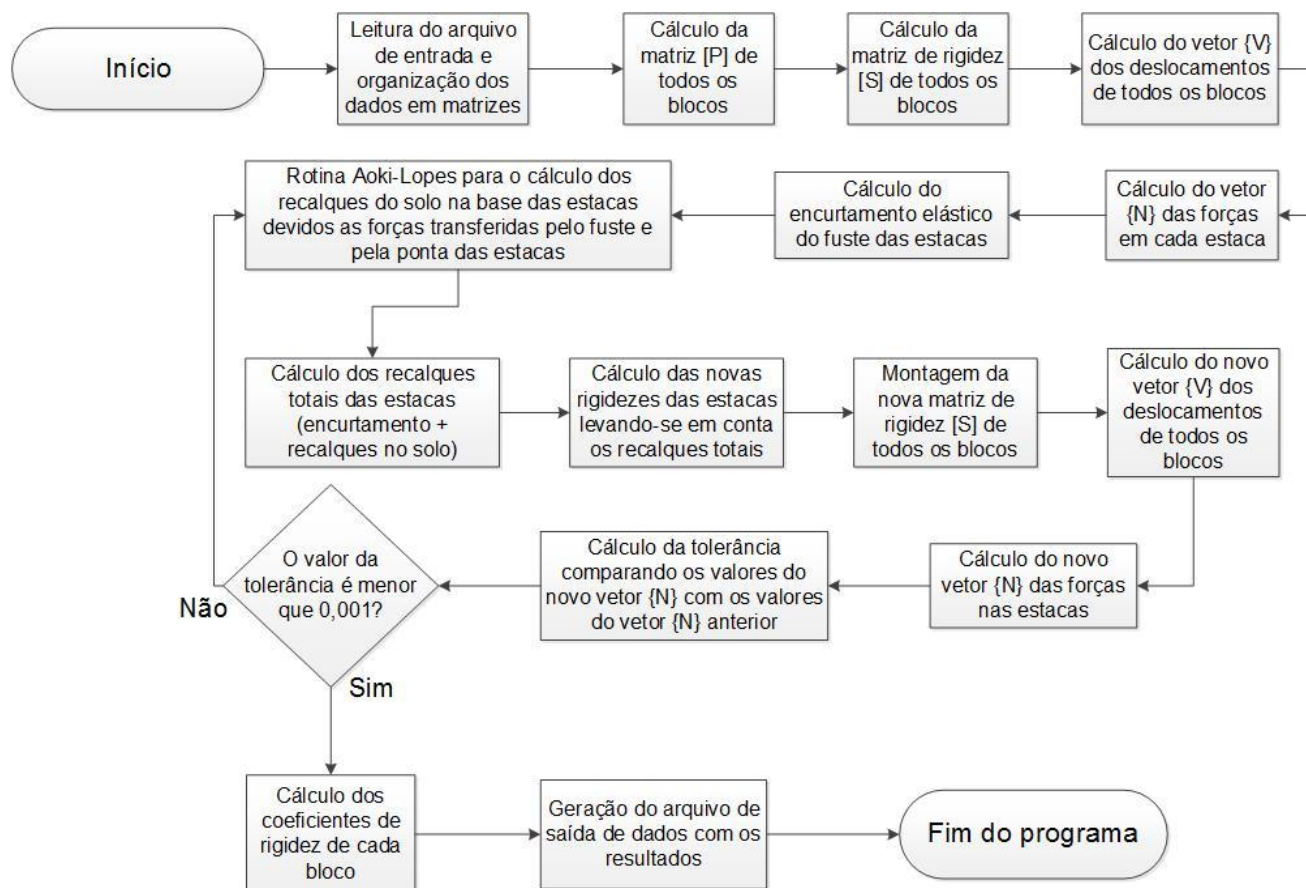 Início
Leitura do arquivo
de entrada e
organização dos
dados em matrizes
Cálculo da
matriz [P] de
todos os
blocos
Cálculo da
matriz de rigidez
[S] de todos os
blocos
Cálculo do vetor {V}
dos deslocamentos
de todos os blocos
Cálculo do vetor
{N} das forças
em cada estaca
Cálculo do
encurtamento elástico
do fuste das estacas
Rotina Aoki-Lopes para o cálculo dos
recalques do solo na base das estacas
devidos as forças transferidas pelo fuste e
pela ponta das estacas
Cálculo dos recalques
totais das estacas
(encurtamento +
recalques no solo)
Cálculo das novas
rigidezes das estacas
levando-se em conta
os recalques totais
Montagem da
nova matriz de
rigidez [S] de
todos os blocos
Cálculo do novo
vetor {V} dos
deslocamentos
de todos os
blocos
Cálculo do novo
vetor {N} das forças
nas estacas
Cálculo da tolerância
comparando os valores do
novo vetor {N} com os valores
do vetor {N} anterior
O valor da
tolerância é menor
que 0,001?
Não
Sim
Cálculo dos
coeficientes de
rigidez de cada
bloco
Geração do arquivo de
saída de dados com os
resultados
Fim do programa